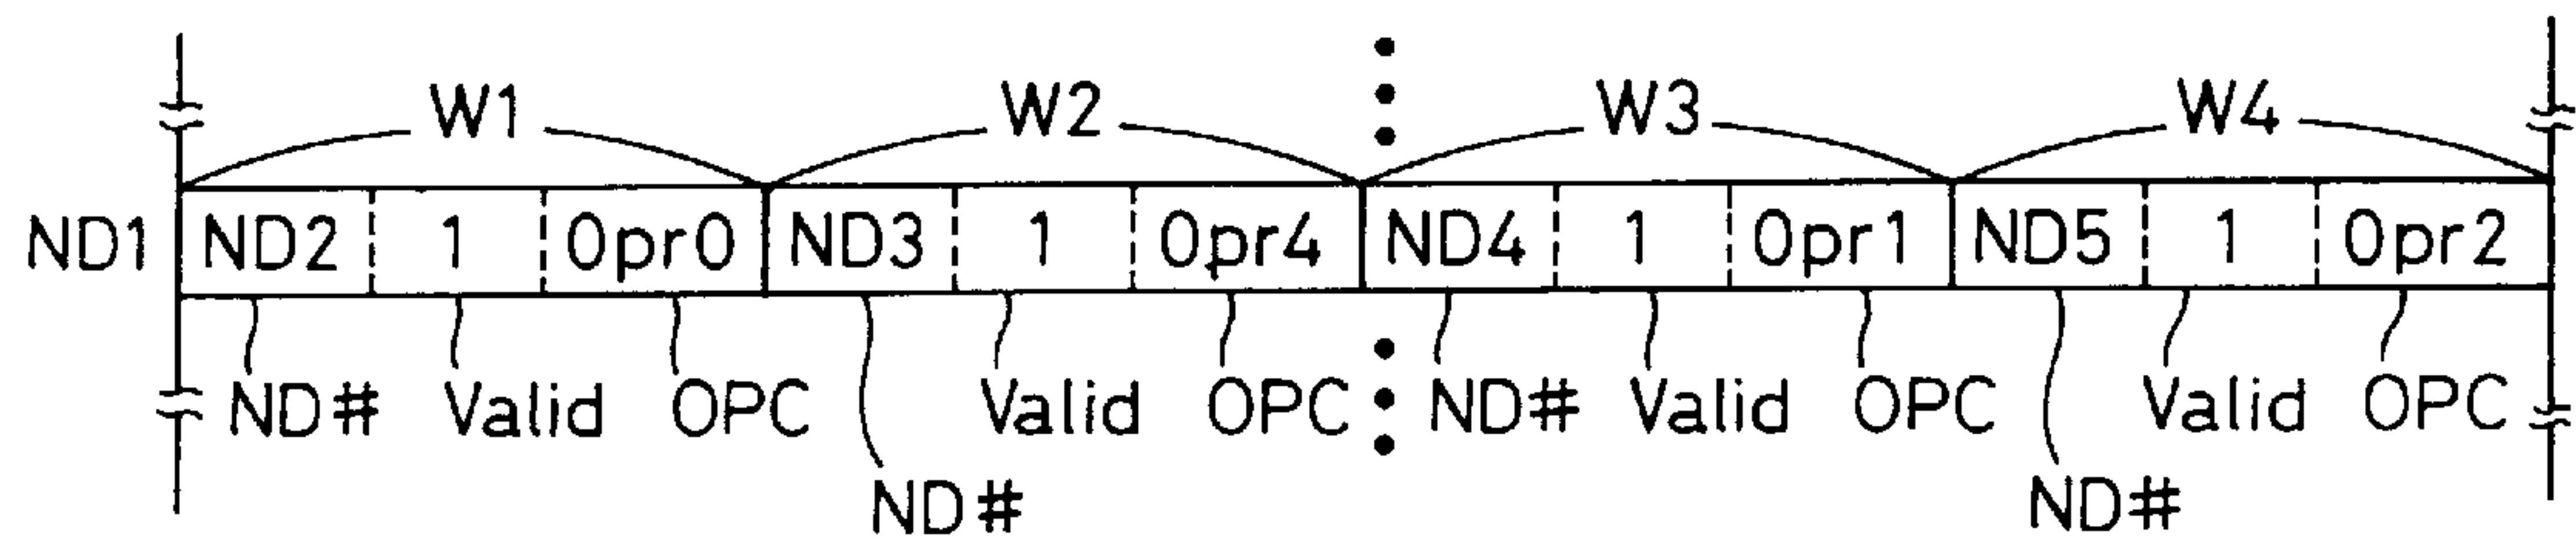 W1 W2 W3 W4
ND1 ND2 1 Opr0 ND3 1 Opr4 ND4 1 Opr1 ND5 1 Opr2
ND# Valid OPC Valid OPC ND# Valid OPC Valid OPC
ND# ND#